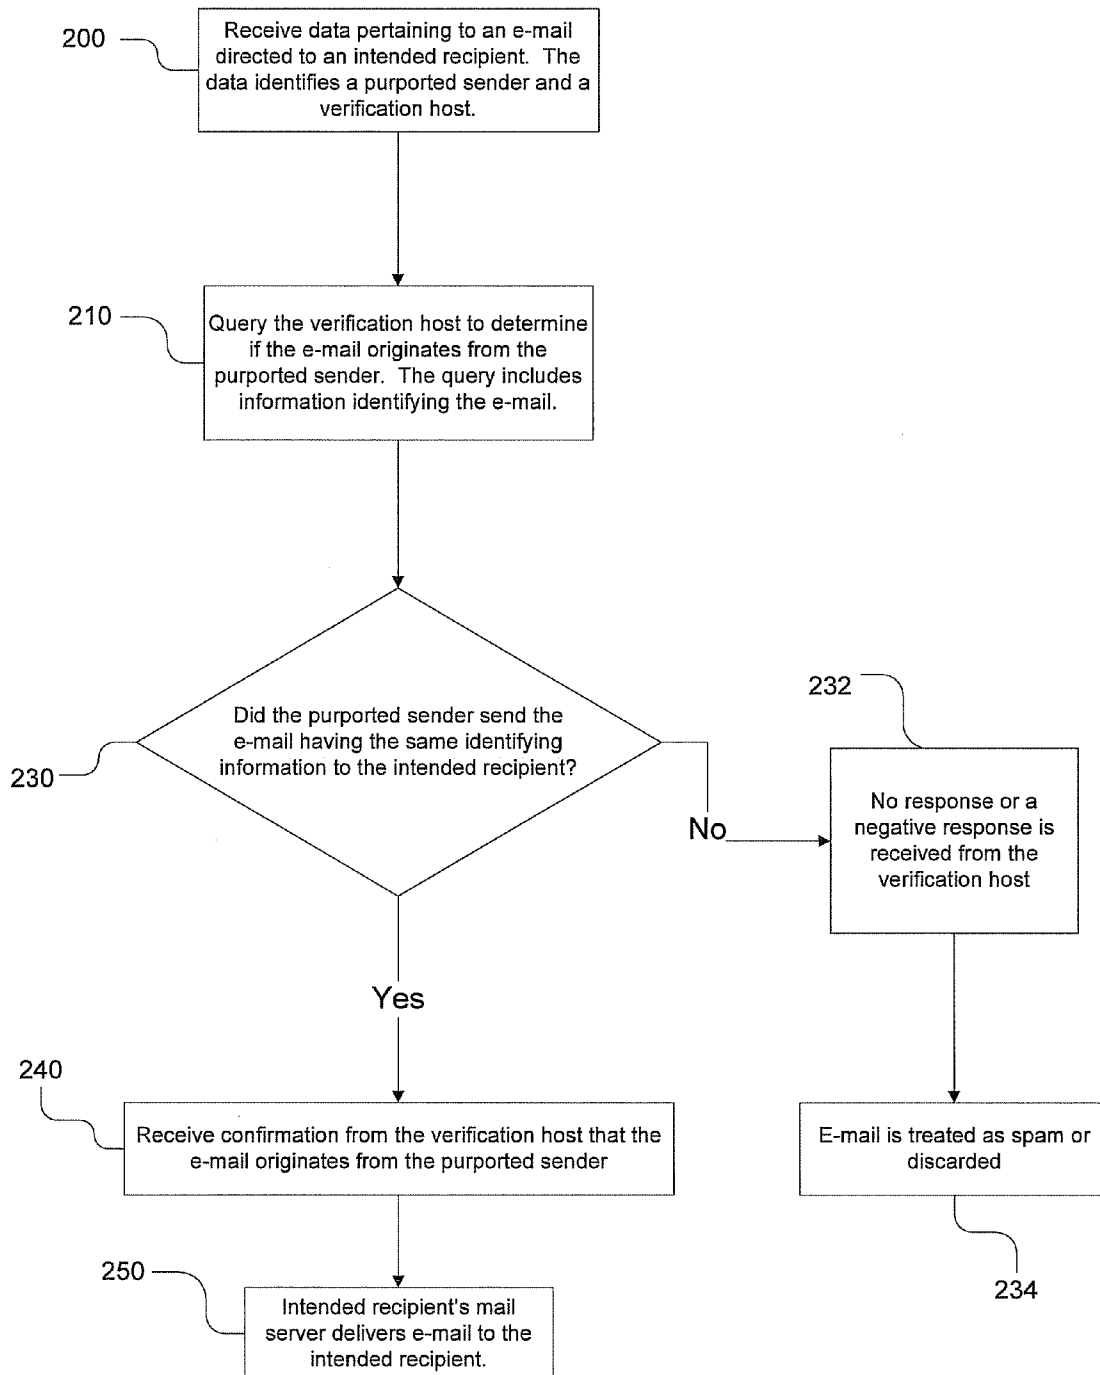 200
Receive data pertaining to an e-mail
directed to an intended recipient. The
data identifies a purported sender and a
verification host.
210
Query the verification host to determine
if the e-mail originates from the
purported sender. The query includes
information identifying the e-mail.
230
Did the purported sender send the
e-mail having the same identifying
information to the intended recipient?
No
232
No response or a
negative response is
received from the
verification host
Yes
240
Receive confirmation from the verification host that the
e-mail originates from the purported sender
E-mail is treated as spam or
discarded
234
250
Intended recipient's mail
server delivers e-mail to the
intended recipient.